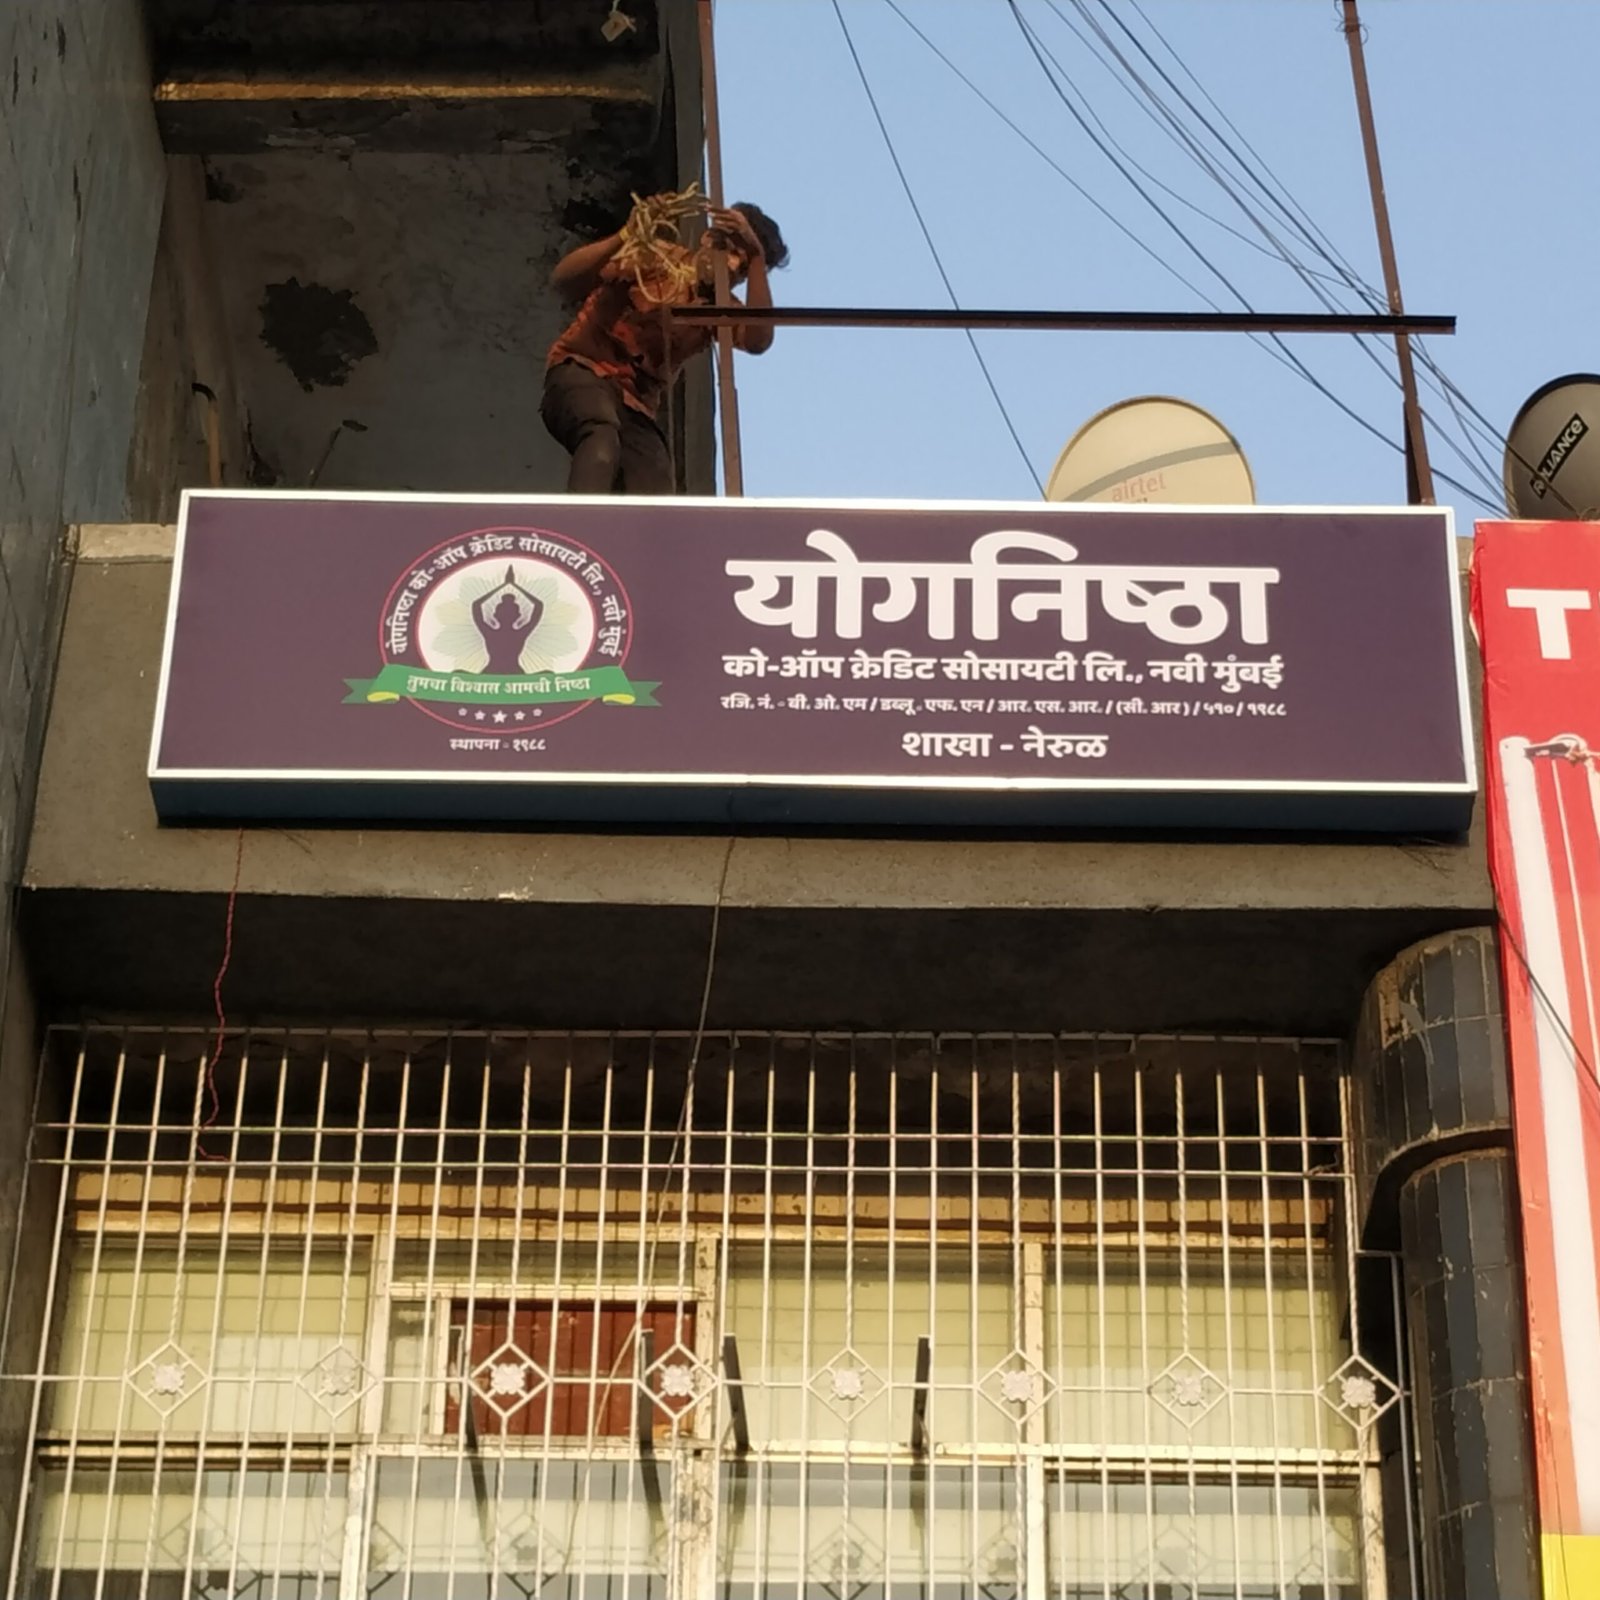 airtel
RELIANCE
योगनिष्ठा को-ऑप क्रेडिट सोसायटी लि., नवी मुंबई
तुमचा विश्वास आमची निष्ठा
स्थापना - १९८८
योगनिष्ठा
को-ऑप क्रेडिट सोसायटी लि., नवी मुंबई
रजि. नं. - बी. ओ. एम / डब्लू. एफ. एन / आर. एस. आर. / (सी. आर ) / ५१० / १९८८
शाखा - नेरुळ